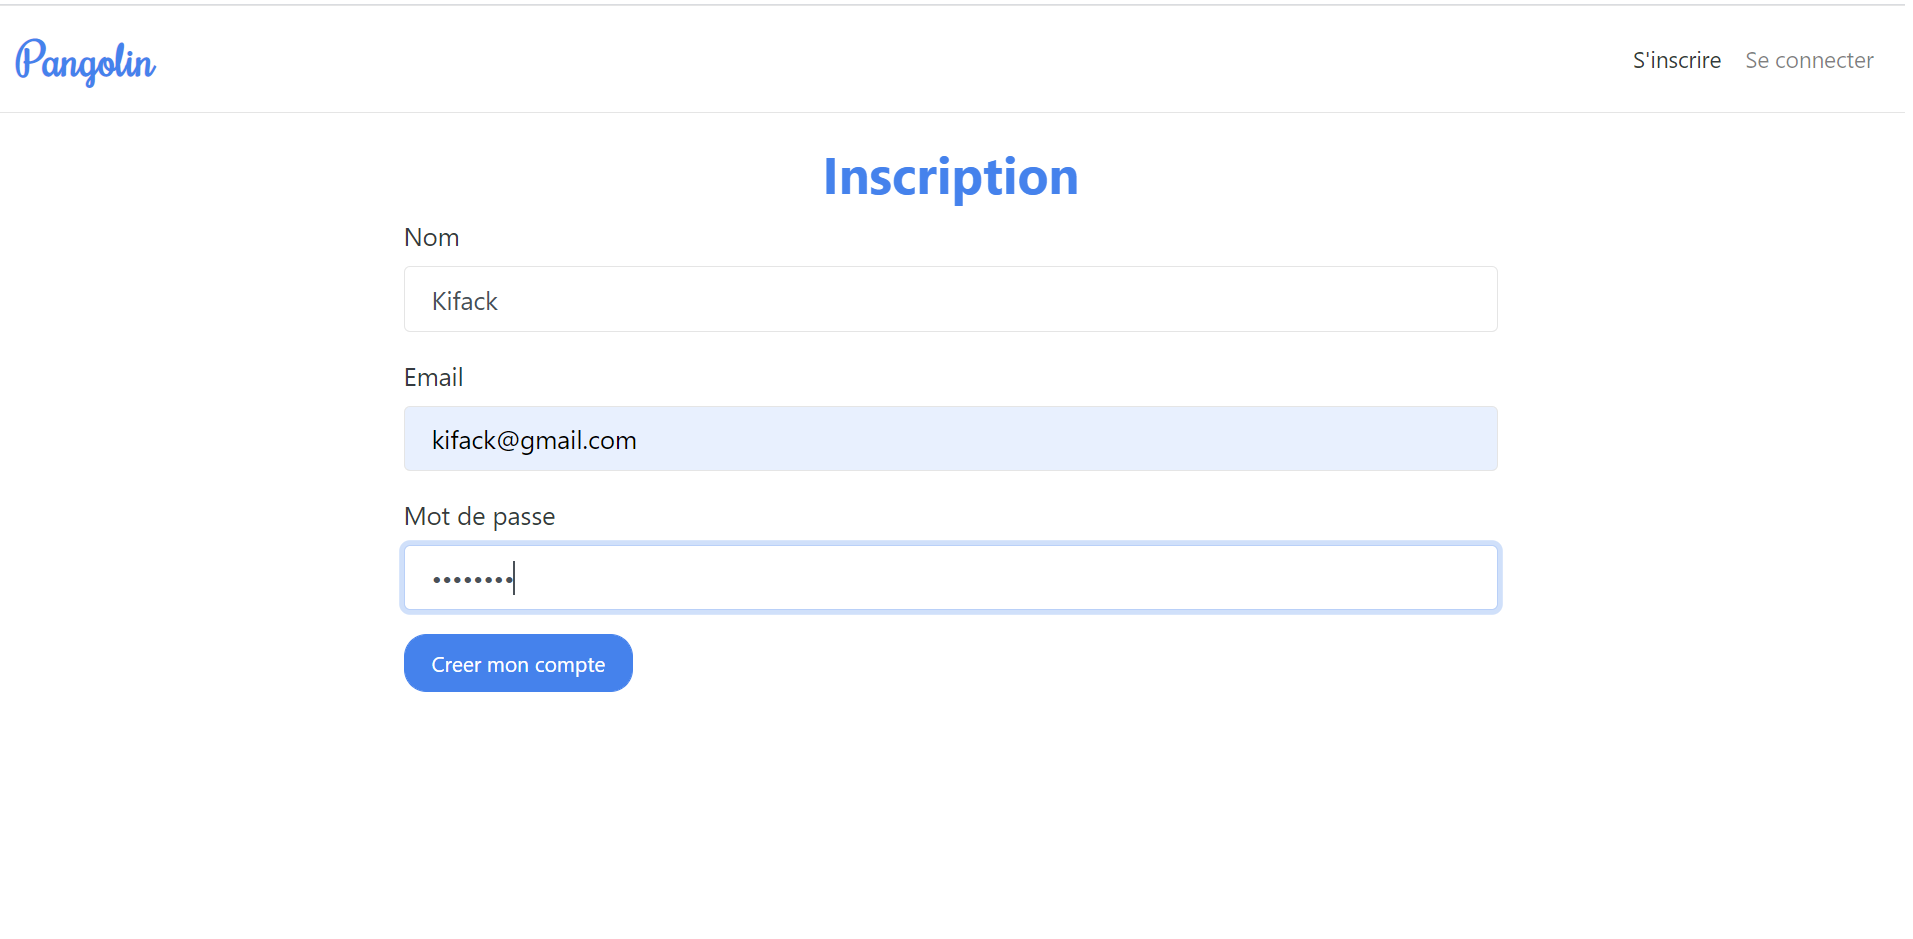 Pangolin
S'inscrire Se connecter
Inscription
Nom
Kifack
Email
kifack@gmail.com
Mot de passe
••••••••
Creer mon compte